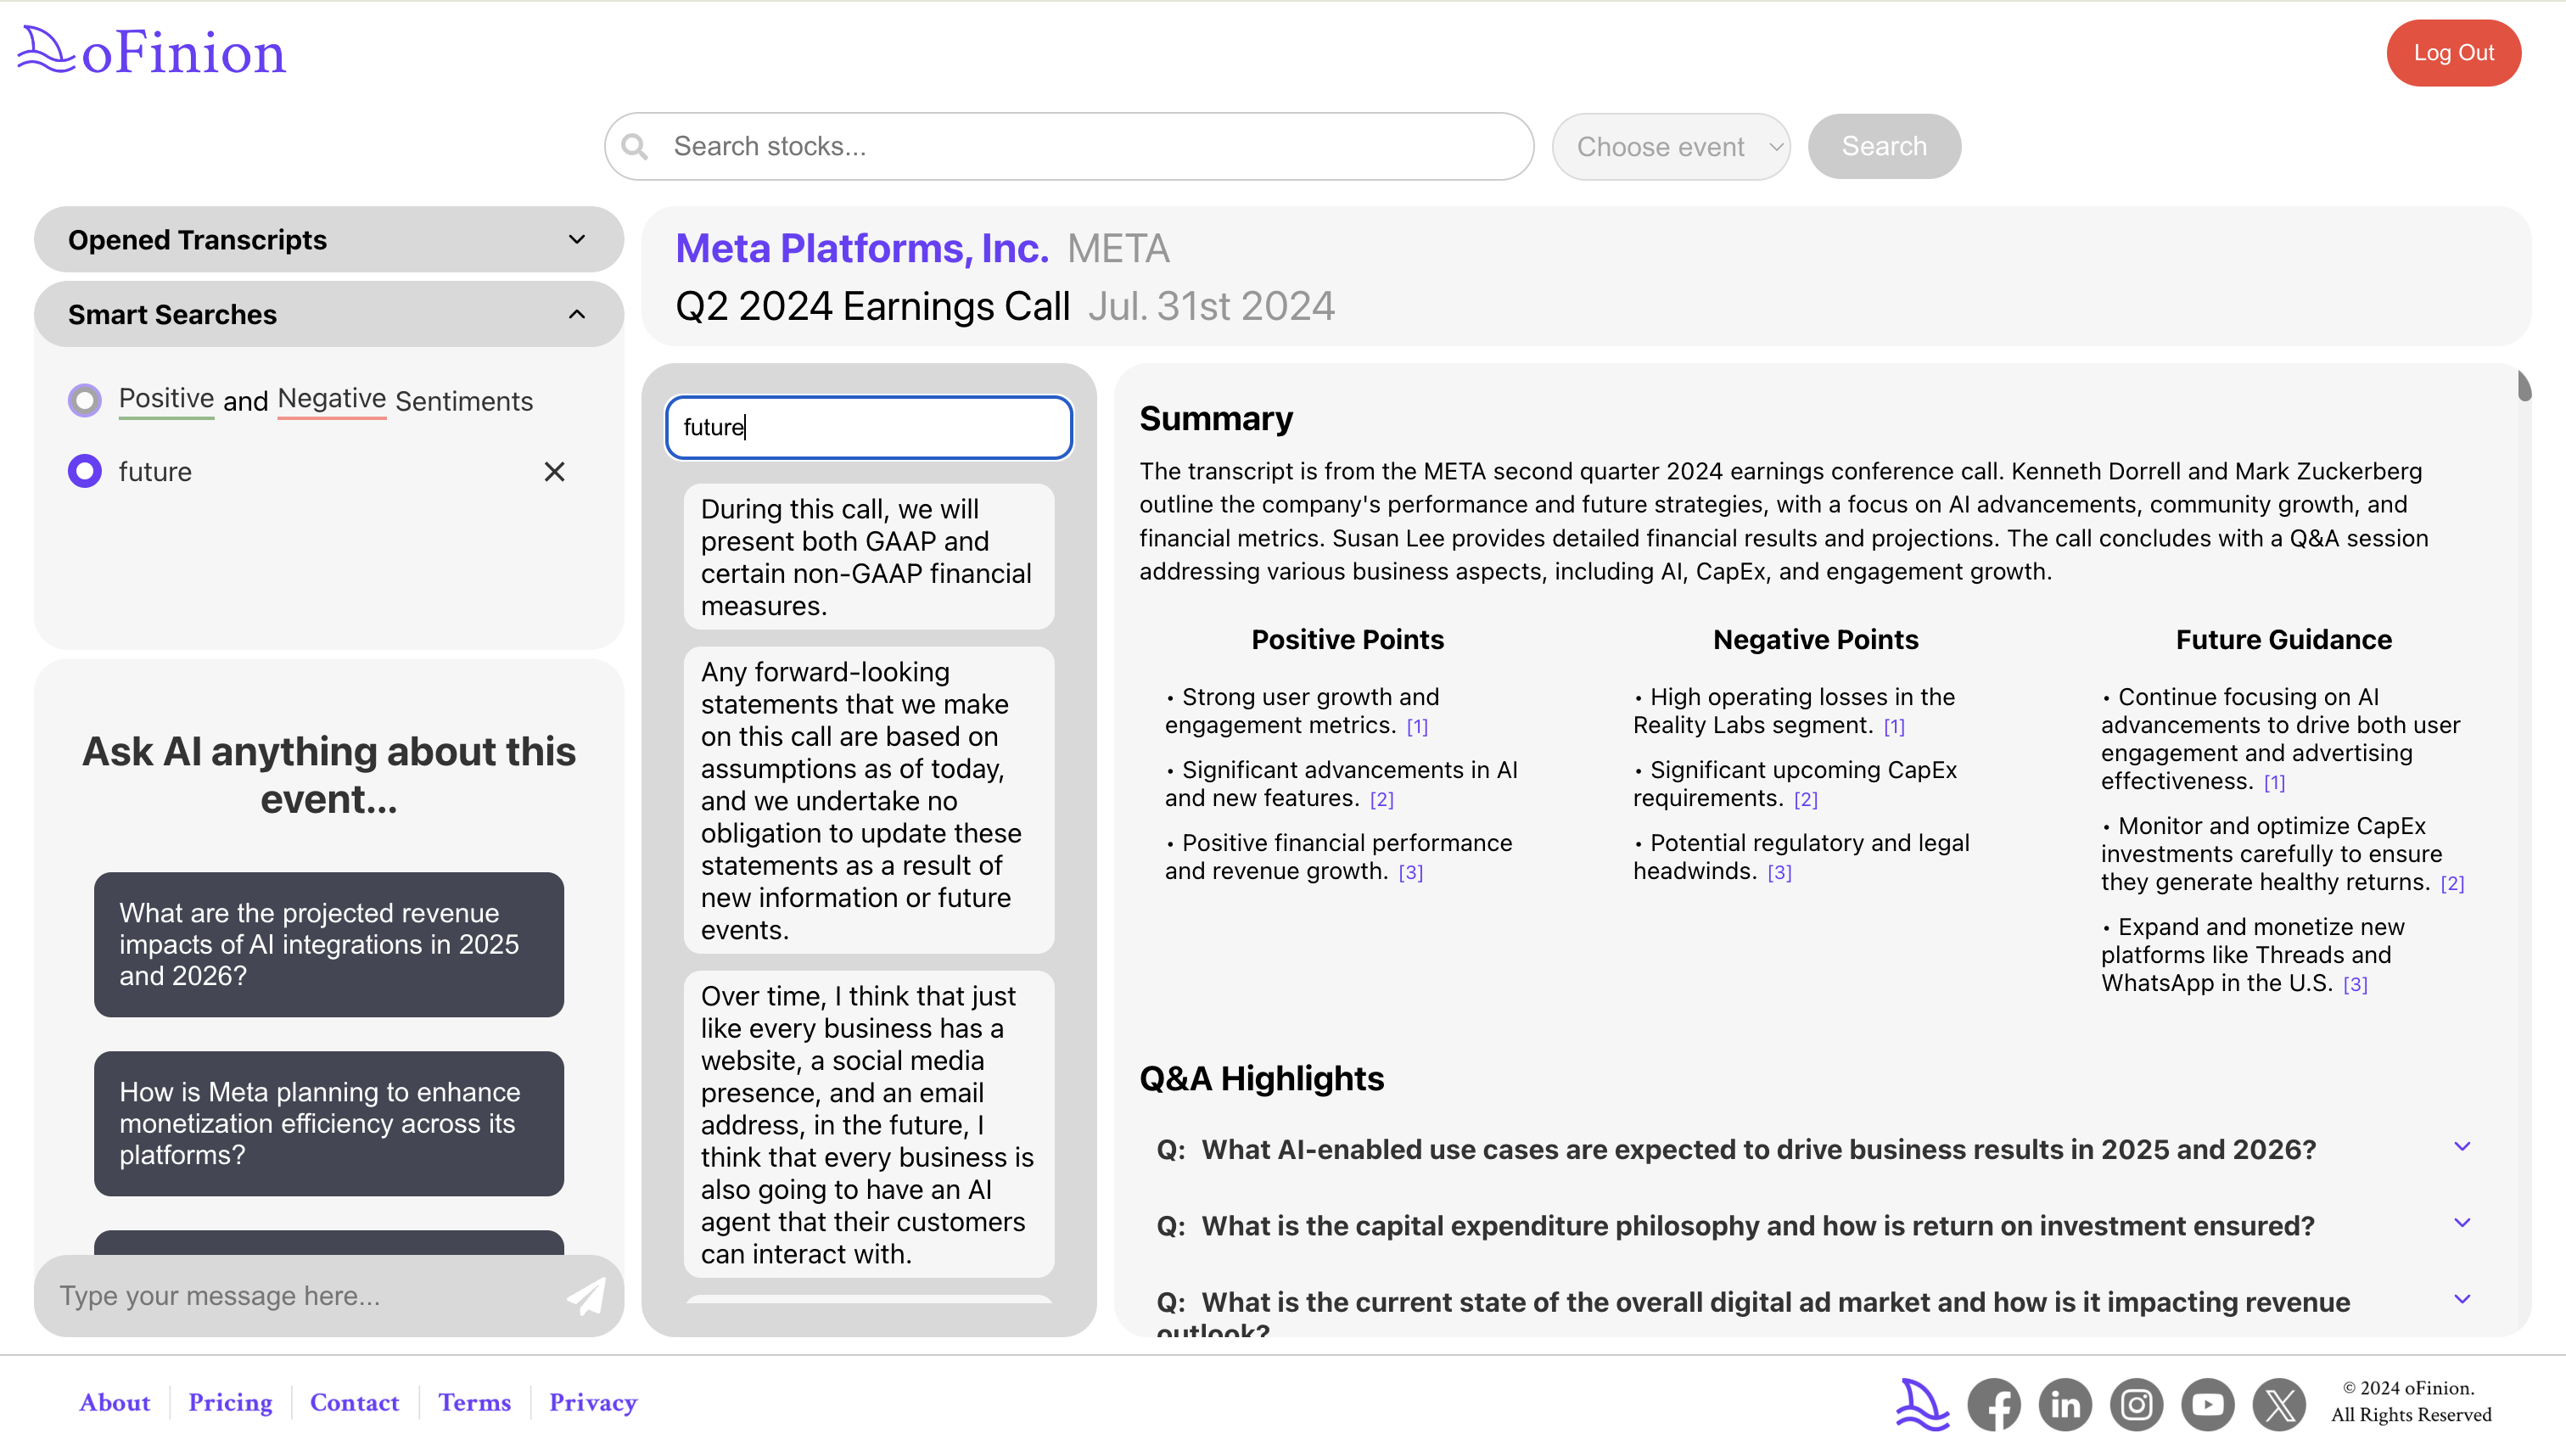 oFinion
Log Out
Search stocks...
Choose event
Search
Opened Transcripts
Smart Searches
Positive and Negative Sentiments
future
Ask AI anything about this
event...
What are the projected revenue
impacts of AI integrations in 2025
and 2026?
How is Meta planning to enhance
monetization efficiency across its
platforms?
Type your message here...
Meta Platforms, Inc. META
Q2 2024 Earnings Call Jul. 31st 2024
future
During this call, we will
present both GAAP and
certain non-GAAP financial
measures.
Any forward-looking
statements that we make
on this call are based on
assumptions as of today,
and we undertake no
obligation to update these
statements as a result of
new information or future
events.
Over time, I think that just
like every business has a
website, a social media
presence, and an email
address, in the future, I
think that every business is
also going to have an AI
agent that their customers
can interact with.
Summary
The transcript is from the META second quarter 2024 earnings conference call. Kenneth Dorrell and Mark Zuckerberg
outline the company's performance and future strategies, with a focus on AI advancements, community growth, and
financial metrics. Susan Lee provides detailed financial results and projections. The call concludes with a Q&A session
addressing various business aspects, including AI, CapEx, and engagement growth.
Positive Points
• Strong user growth and
engagement metrics. [1]
• Significant advancements in AI
and new features. [2]
• Positive financial performance
and revenue growth. [3]
Negative Points
• High operating losses in the
Reality Labs segment. [1]
• Significant upcoming CapEx
requirements. [2]
• Potential regulatory and legal
headwinds. [3]
Future Guidance
• Continue focusing on AI
advancements to drive both user
engagement and advertising
effectiveness. [1]
• Monitor and optimize CapEx
investments carefully to ensure
they generate healthy returns. [2]
• Expand and monetize new
platforms like Threads and
WhatsApp in the U.S. [3]
Q&A Highlights
Q: What AI-enabled use cases are expected to drive business results in 2025 and 2026?
Q: What is the capital expenditure philosophy and how is return on investment ensured?
Q: What is the current state of the overall digital ad market and how is it impacting revenue
outlook?
About
Pricing
Contact
Terms
Privacy
© 2024 oFinion.
All Rights Reserved